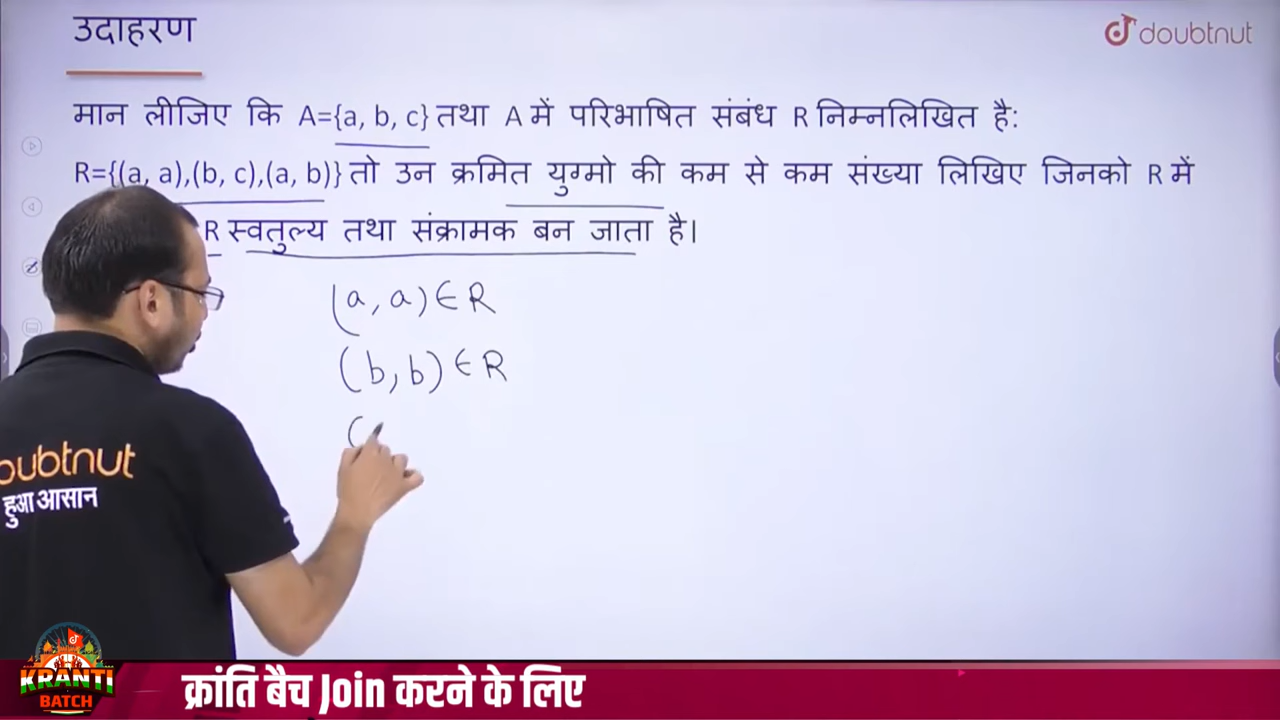 उदाहरण
doubtnut
मान लीजिए कि A={a, b, c} तथा A में परिभाषित संबंध R निम्नलिखित है:
R={(a, a),(b, c),(a, b)} तो उन क्रमित युग्मो की कम से कम संख्या लिखिए जिनको R में
R स्वतुल्य तथा संक्रामक बन जाता है।
(a, a) ∈ R
(b, b) ∈ R
(
oubtnut
हुआ आसान
KRANTI
BATCH
क्रांति बैच Join करने के लिए